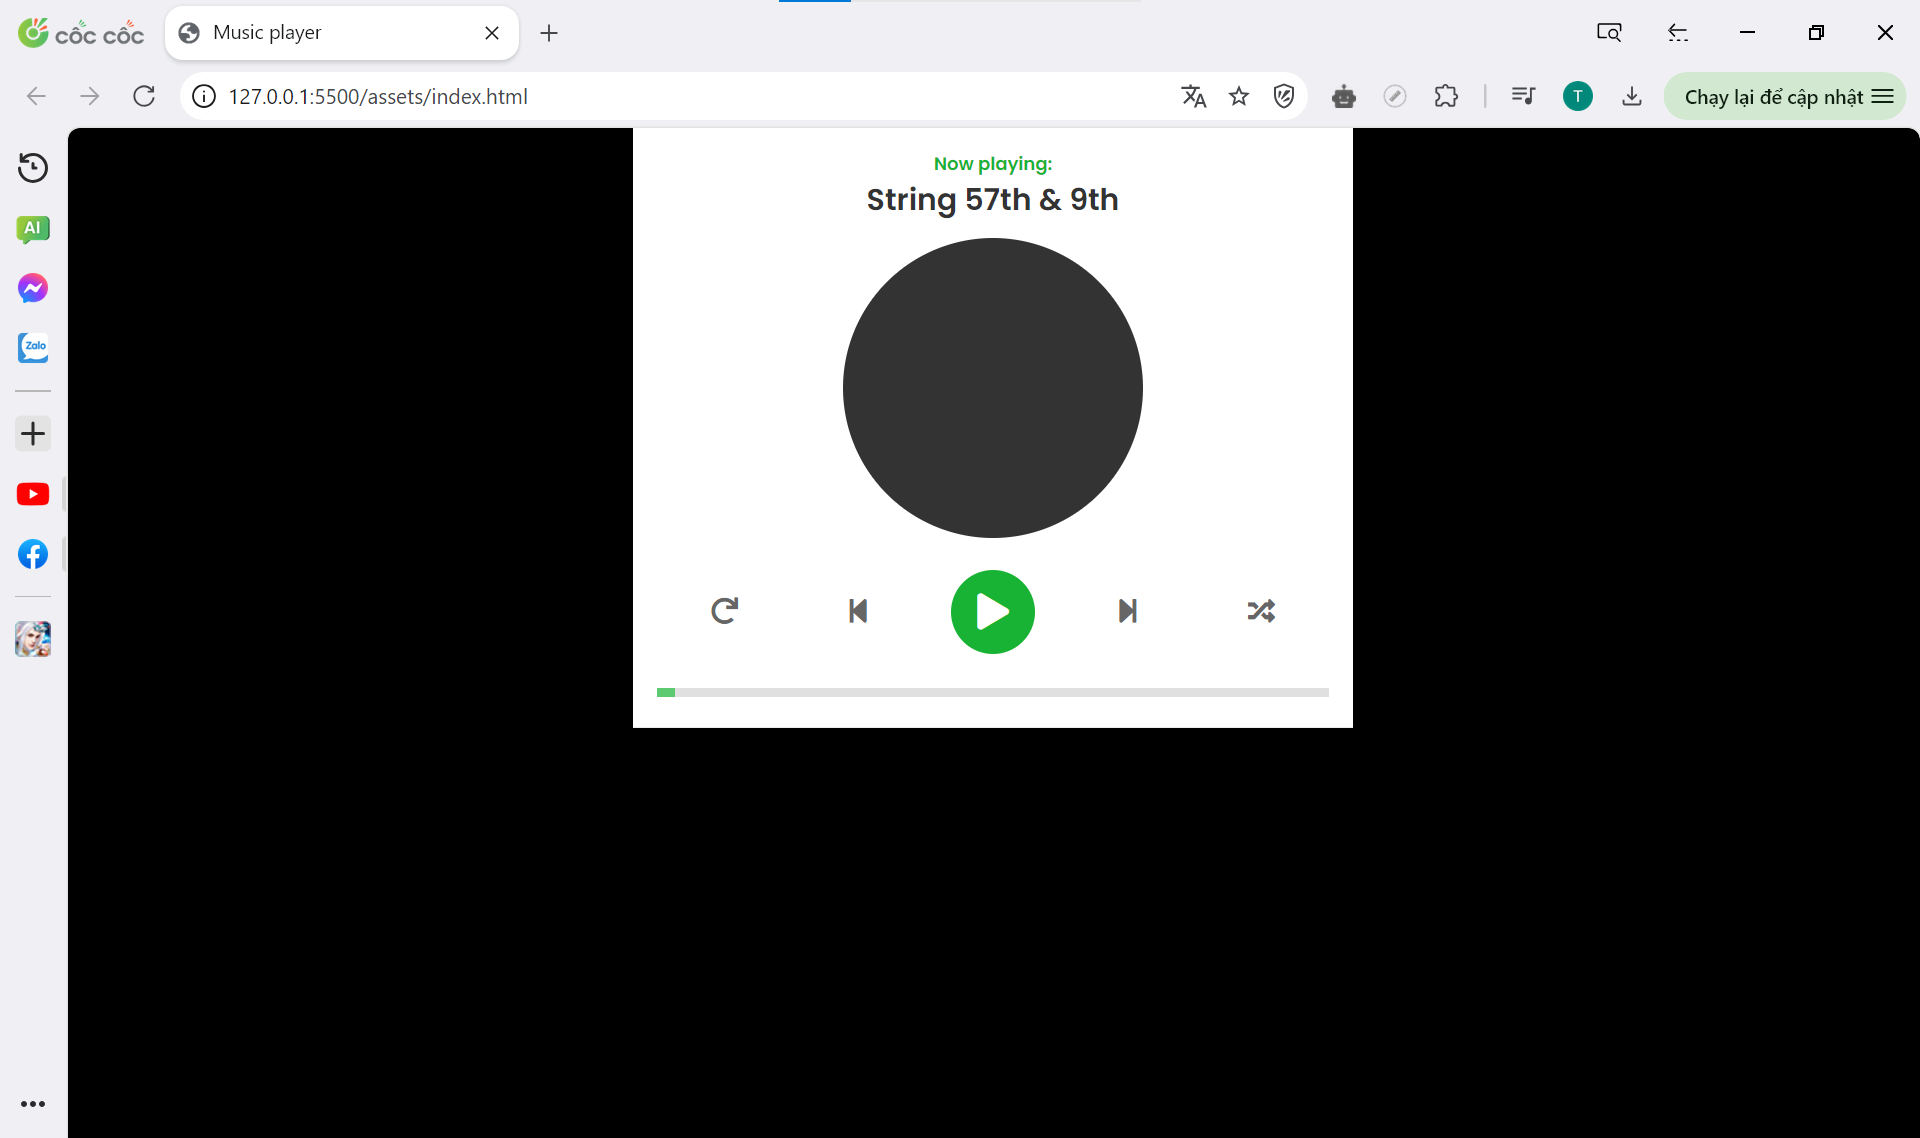 cốc cốc
Music player
127.0.0.1:5500/assets/index.html
T
Chạy lại để cập nhật
AI
Zalo
Now playing:
String 57th & 9th